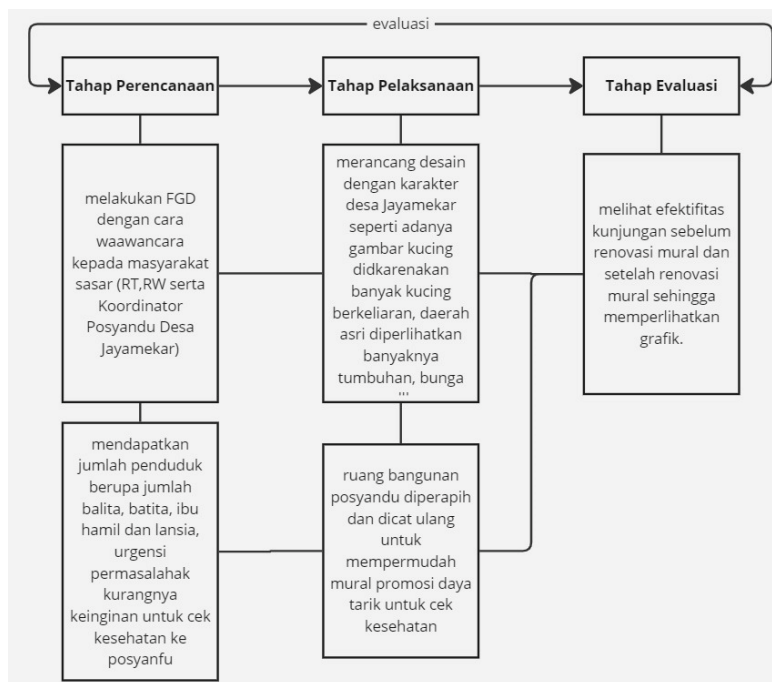 evaluasi
Tahap Perencanaan
Tahap Pelaksanaan
Tahap Evaluasi
melakukan FGD
dengan cara
waawancara
kepada masyarakat
sasar (RT,RW serta
Koordinator
Posyandu Desa
Jayamekar)
merancang desain
dengan karakter
desa Jayamekar
seperti adanya
gambar kucing
didkarenakan
banyak kucing
berkeliaran, daerah
asri diperlihatkan
banyaknya
tumbuhan, bunga
...
melihat efektifitas
kunjungan sebelum
renovasi mural dan
setelah renovasi
mural sehingga
memperlihatkan
grafik.
mendapatkan
jumlah penduduk
berupa jumlah
balita, batita, ibu
hamil dan lansia,
urgensi
permasalahak
kurangnya
keinginan untuk cek
kesehatan ke
posyanfu
ruang bangunan
posyandu diperapih
dan dicat ulang
untuk
mempermudah
mural promosi daya
tarik untuk cek
kesehatan